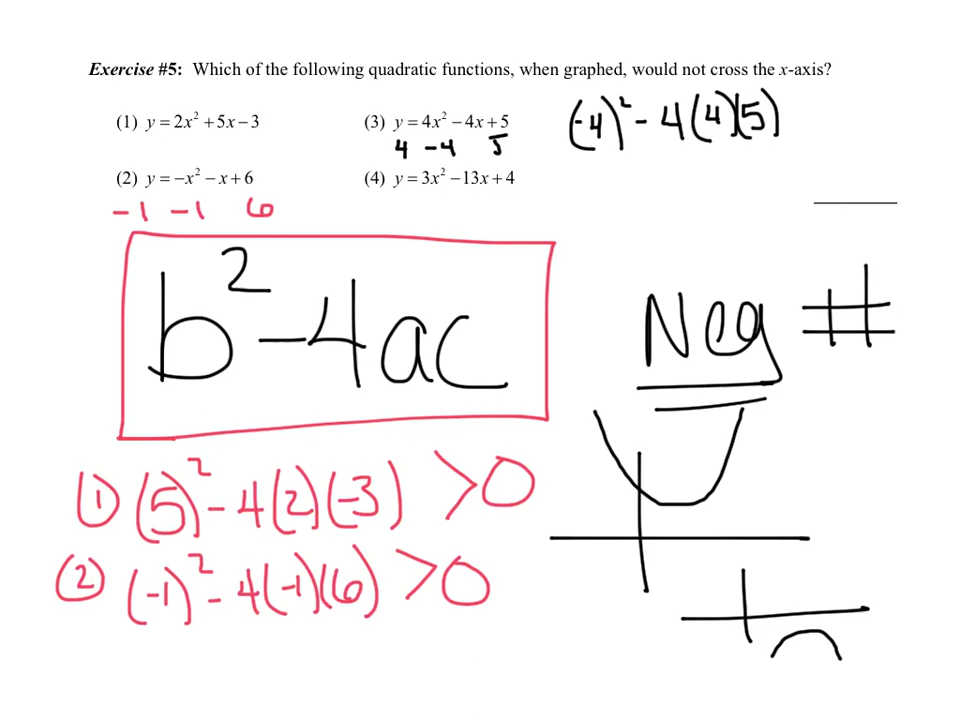 Exercise #5: Which of the following quadratic functions, when graphed, would not cross the x-axis?
(1) y = 2x² + 5x − 3
(3) y = 4x² − 4x + 5
(-4)² - 4(4)(5)
4 -4 5
(2) y = −x² − x + 6
(4) y = 3x² − 13x + 4
-1 -1 6
b² - 4ac
Neg #
① (5)² - 4(2)(-3) > 0
② (-1)² - 4(-1)(6) > 0